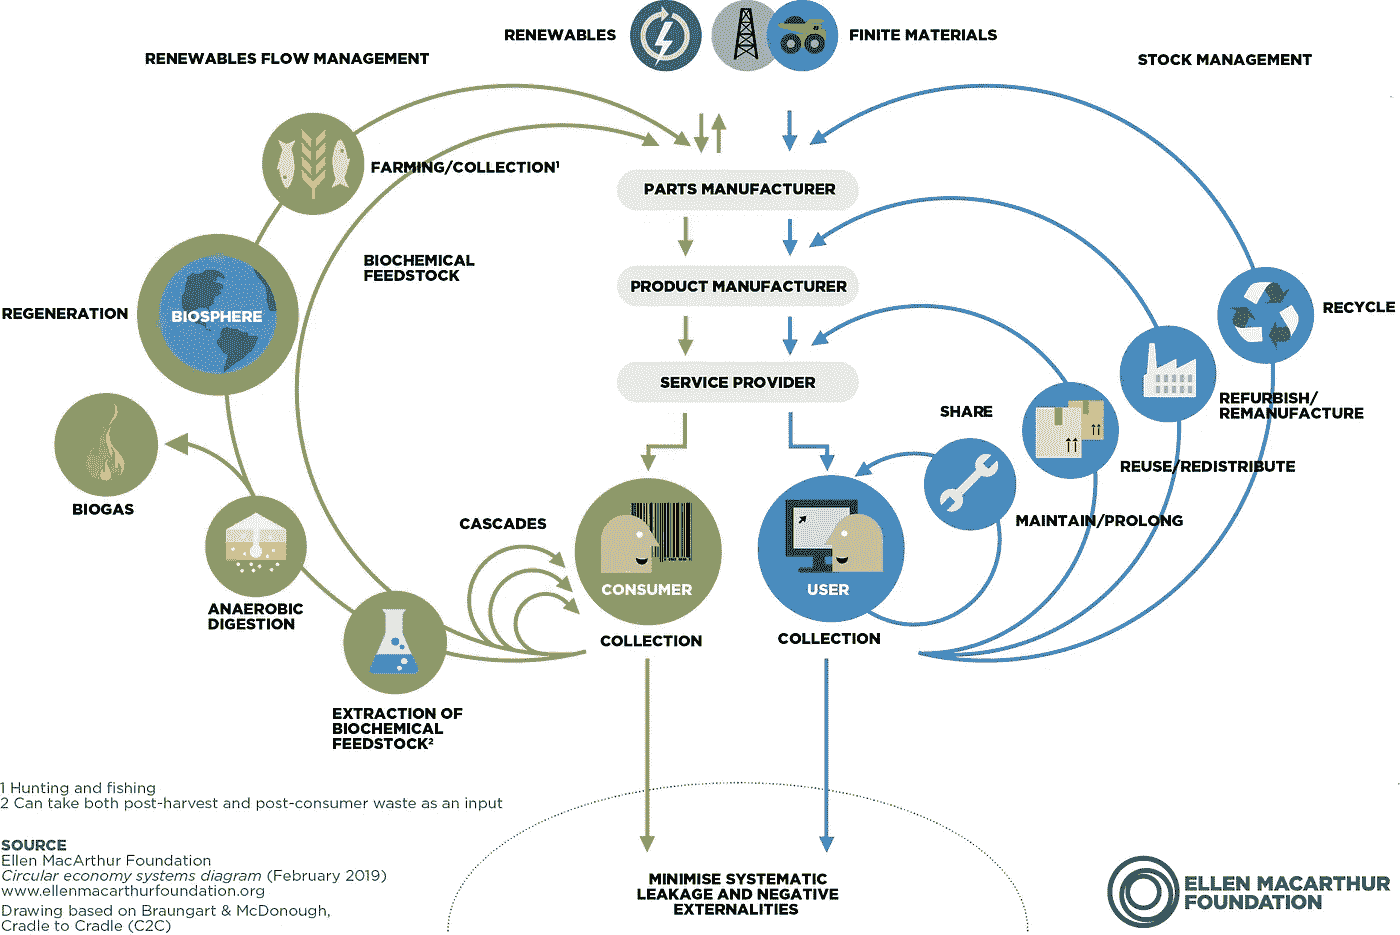 RENEWABLES
FINITE MATERIALS
RENEWABLES FLOW MANAGEMENT
STOCK MANAGEMENT
FARMING/COLLECTION¹
PARTS MANUFACTURER
BIOCHEMICAL
FEEDSTOCK
PRODUCT MANUFACTURER
REGENERATION
BIOSPHERE
RECYCLE
SERVICE PROVIDER
SHARE
REFURBISH/
REMANUFACTURE
REUSE/REDISTRIBUTE
BIOGAS
CASCADES
MAINTAIN/PROLONG
CONSUMER
USER
ANAEROBIC
DIGESTION
COLLECTION
COLLECTION
EXTRACTION OF
BIOCHEMICAL
FEEDSTOCK²
1 Hunting and fishing
2 Can take both post-harvest and post-consumer waste as an input
SOURCE
Ellen MacArthur Foundation
Circular economy systems diagram (February 2019)
www.ellenmacarthurfoundation.org
Drawing based on Braungart & McDonough,
Cradle to Cradle (C2C)
MINIMISE SYSTEMATIC
LEAKAGE AND NEGATIVE
EXTERNALITIES
ELLEN MACARTHUR
FOUNDATION